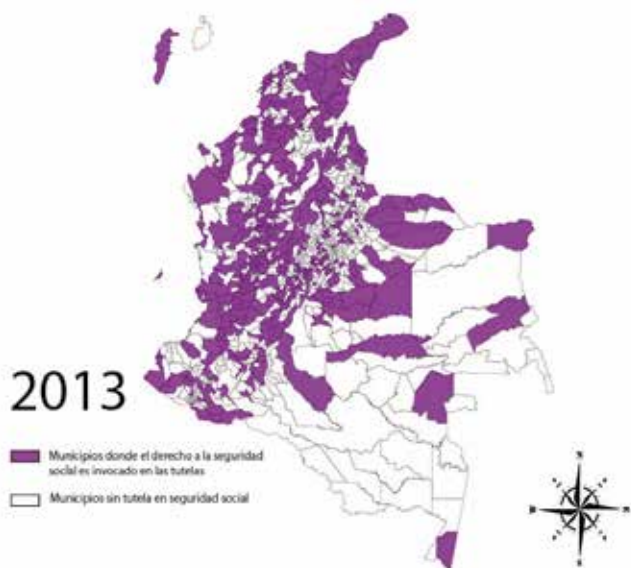 2013
Municipios donde el derecho a la seguridad
social es invocado en las tutelas
Municipios sin tutela en seguridad social
N
S